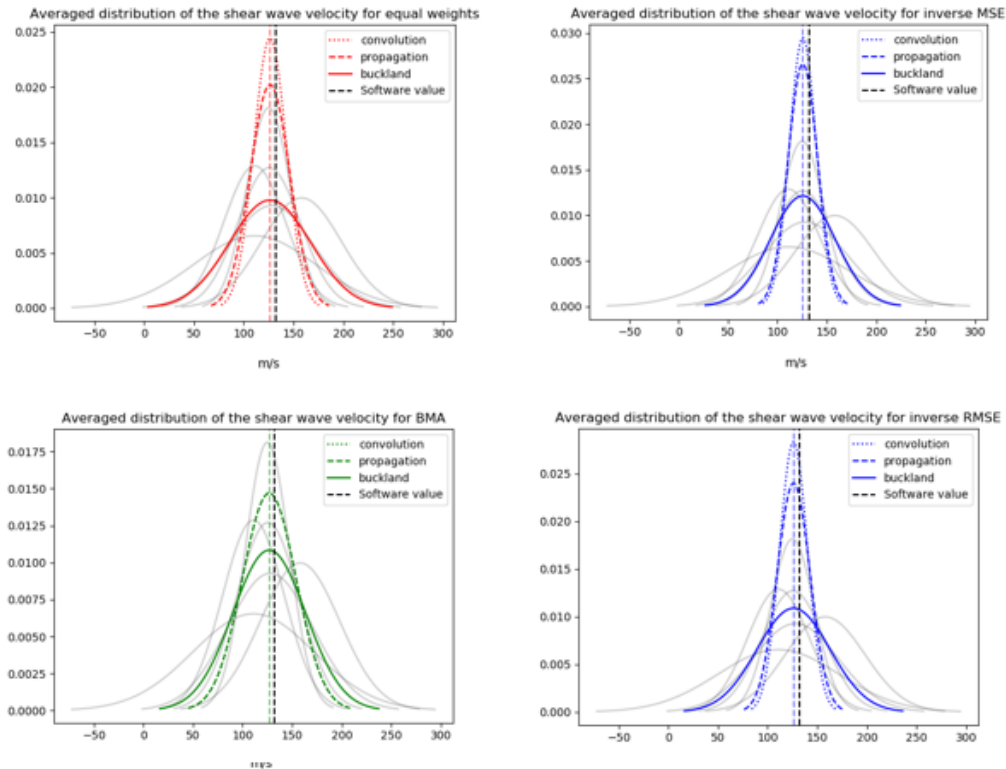 Averaged distribution of the shear wave velocity for equal weights
0.025
0.020
0.015
0.010
0.005
0.000
convolution
propagation
buckland
Software value
−50 0 50 100 150 200 250 300
m/s
Averaged distribution of the shear wave velocity for inverse MSE
0.030
0.025
0.020
0.015
0.010
0.005
0.000
convolution
propagation
buckland
Software value
−50 0 50 100 150 200 250 300
m/s
Averaged distribution of the shear wave velocity for BMA
0.0175
0.0150
0.0125
0.0100
0.0075
0.0050
0.0025
0.0000
convolution
propagation
buckland
Software value
−50 0 50 100 150 200 250 300
m/s
Averaged distribution of the shear wave velocity for inverse RMSE
0.025
0.020
0.015
0.010
0.005
0.000
convolution
propagation
buckland
Software value
−50 0 50 100 150 200 250 300